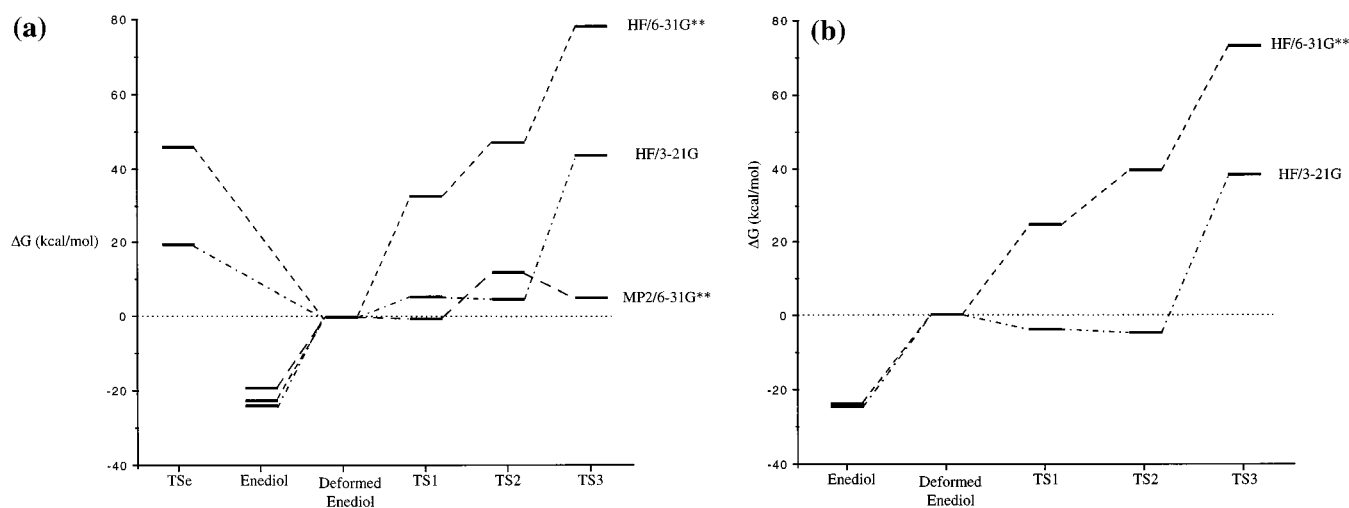 (a)
80
60
40
20
0
-20
-40
ΔG (kcal/mol)
HF/6-31G**
HF/3-21G
MP2/6-31G**
TSe
Enediol
Deformed
Enediol
TS1
TS2
TS3
(b)
80
60
40
20
0
-20
-40
ΔG (kcal/mol)
HF/6-31G**
HF/3-21G
Enediol
Deformed
Enediol
TS1
TS2
TS3